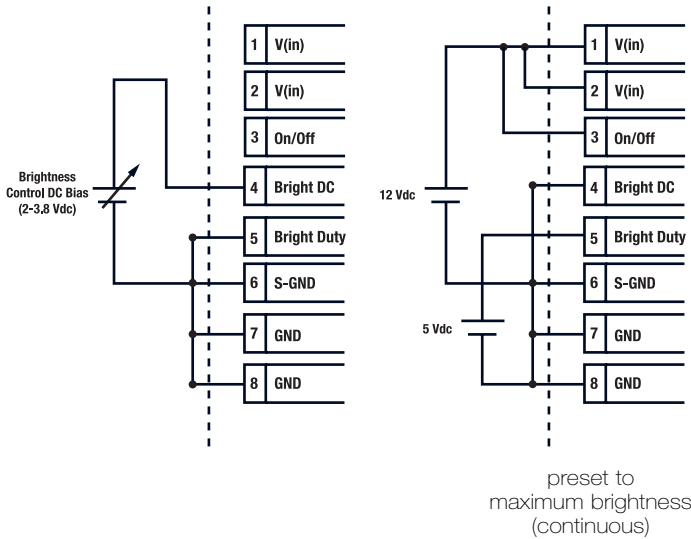 1 V(in)
2 V(in)
3 On/Off
4 Bright DC
5 Bright Duty
6 S-GND
7 GND
8 GND
Brightness
Control DC Bias
(2-3.8 Vdc)
1 V(in)
2 V(in)
3 On/Off
4 Bright DC
5 Bright Duty
6 S-GND
7 GND
8 GND
12 Vdc
5 Vdc
preset to
maximum brightness
(continuous)